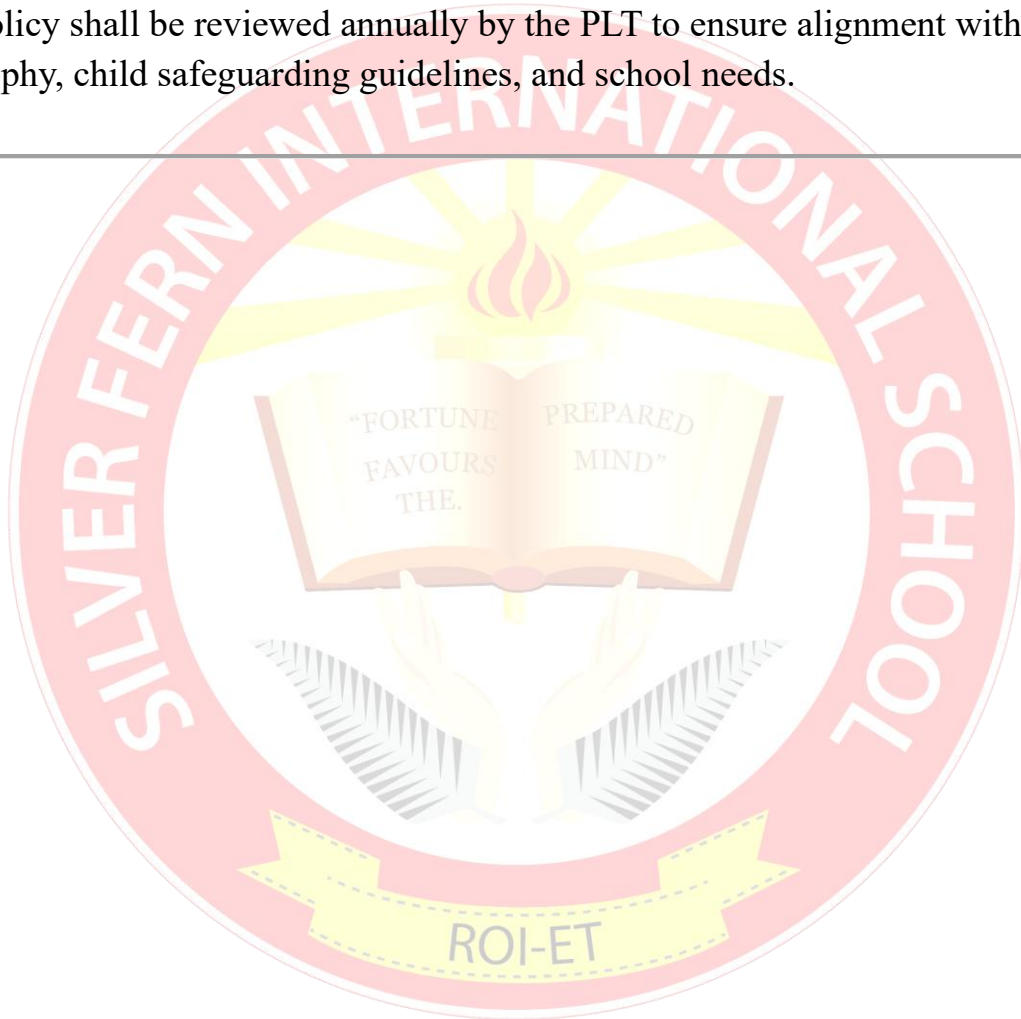 olicy shall be reviewed annually by the PLT to ensure alignment with
phy, child safeguarding guidelines, and school needs.
SILVER FERN INTERNATIONAL SCHOOL
“FORTUNE
FAVOURS
THE.
PREPARED
MIND”
ROI-ET